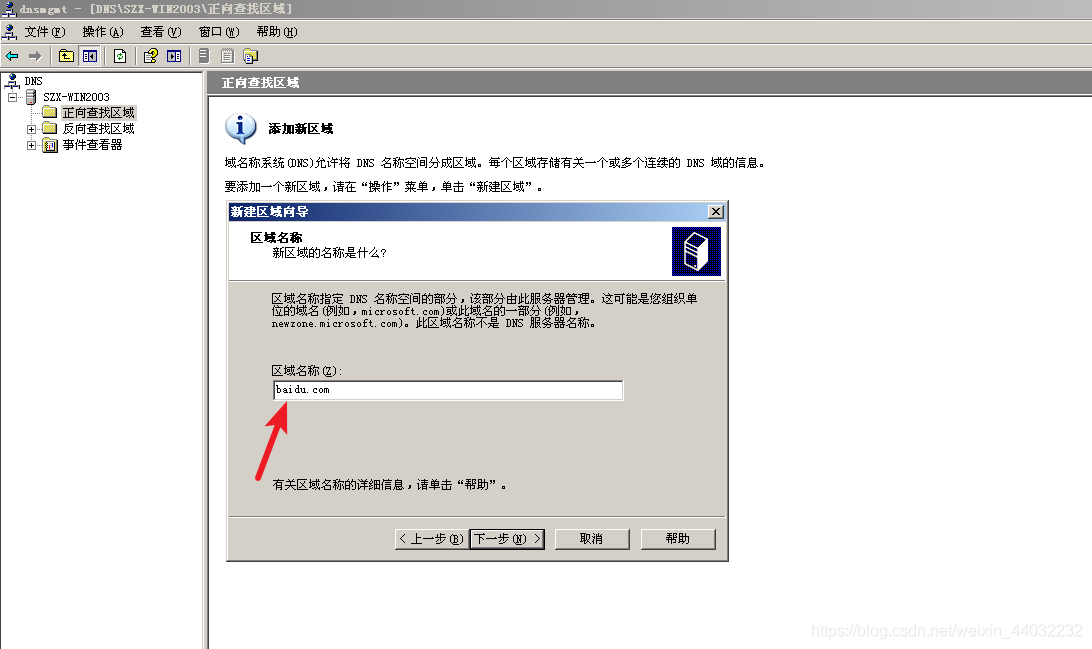 dnsmgmt - [DNS\SZX-WIN2003\正向查找区域]
文件(F) 操作(A) 查看(V) 窗口(W) 帮助(H)
DNS
SZX-WIN2003
正向查找区域
反向查找区域
事件查看器
正向查找区域
添加新区域
域名称系统(DNS)允许将 DNS 名称空间分成区域。每个区域存储有关一个或多个连续的 DNS 域的信息。
要添加一个新区域，请在“操作”菜单，单击“新建区域”。
新建区域向导
区域名称
新区域的名称是什么?
区域名称指定 DNS 名称空间的部分，该部分由此服务器管理。这可能是您组织单
位的域名(例如，microsoft.com)或此域名的一部分(例如，
newzone.microsoft.com)。此区域名称不是 DNS 服务器名称。
区域名称(Z):
baidu.com
有关区域名称的详细信息，请单击“帮助”。
< 上一步(B) 下一步(N) > 取消 帮助
https://blog.csdn.net/weixin_44032232